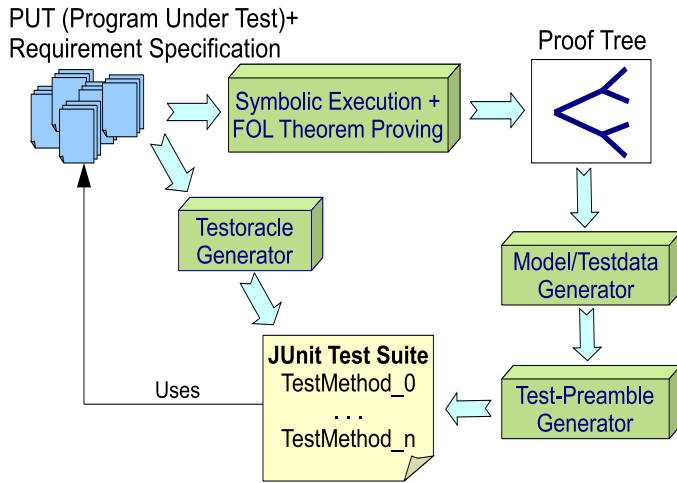 PUT (Program Under Test)+
Requirement Specification
Symbolic Execution +
FOL Theorem Proving
Proof Tree
Testoracle
Generator
Model/Testdata
Generator
JUnit Test Suite
TestMethod_0
. . .
TestMethod_n
Uses
Test-Preamble
Generator